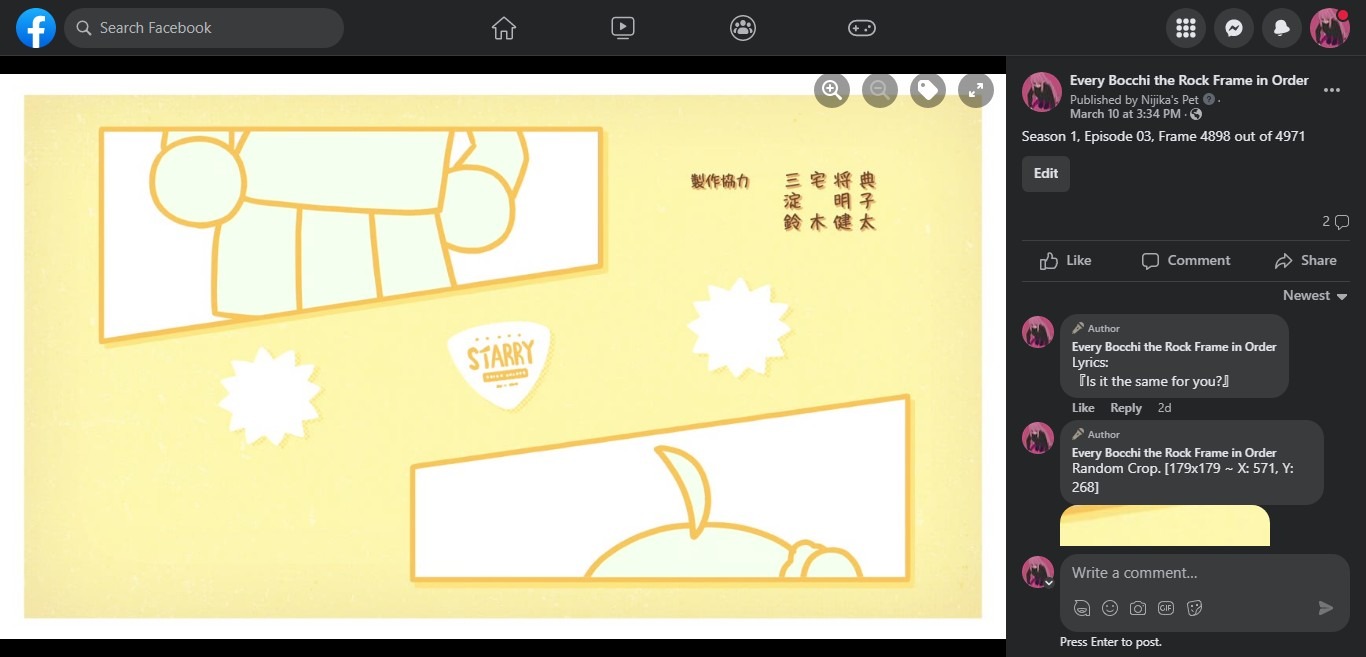 Search Facebook
製作協力
三宅将典
淀 明子
鈴木健太
STARRY
Every Bocchi the Rock Frame in Order
Published by Nijika's Pet ·
March 10 at 3:34 PM ·
Season 1, Episode 03, Frame 4898 out of 4971
Edit
2
Like Comment Share
Newest
Author
Every Bocchi the Rock Frame in Order
Lyrics:
『Is it the same for you?』
Like Reply 2d
Author
Every Bocchi the Rock Frame in Order
Random Crop. [179x179 ~ X: 571, Y:
268]
Write a comment...
GIF
Press Enter to post.